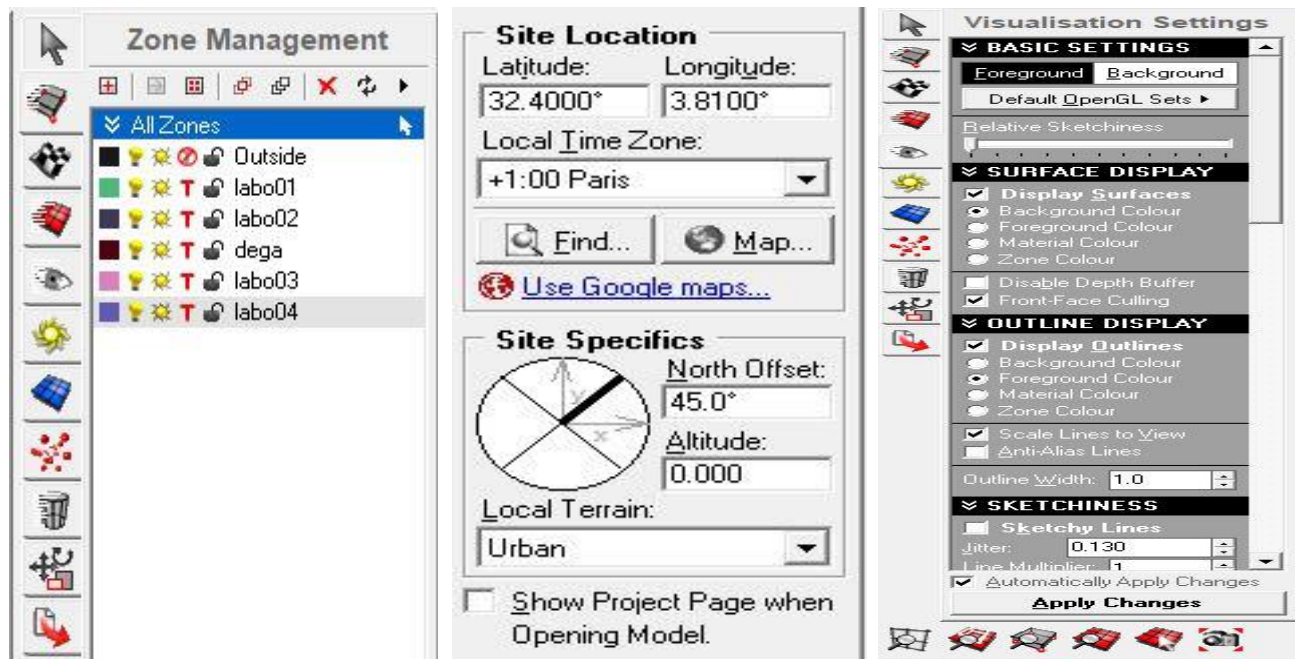 Zone Management
All Zones
Outside
T labo01
T labo02
T dega
T labo03
T labo04
Site Location
Latitude: Longitude:
32.4000° 3.8100°
Local Time Zone:
+1:00 Paris
Find... Map...
Use Google maps...
Site Specifics
North Offset:
45.0°
y
x
Altitude:
0.000
Local Terrain:
Urban
Show Project Page when
Opening Model.
Visualisation Settings
BASIC SETTINGS
Foreground Background
Default OpenGL Sets
Relative Sketchiness
SURFACE DISPLAY
Display Surfaces
Background Colour
Foreground Colour
Material Colour
Zone Colour
Disable Depth Buffer
Front-Face Culling
OUTLINE DISPLAY
Display Outlines
Background Colour
Foreground Colour
Material Colour
Zone Colour
Scale Lines to View
Anti-Alias Lines
Outline Width: 1.0
SKETCHINESS
Sketchy Lines
Jitter: 0.130
Line Multiplier: 1
Automatically Apply Changes
Apply Changes